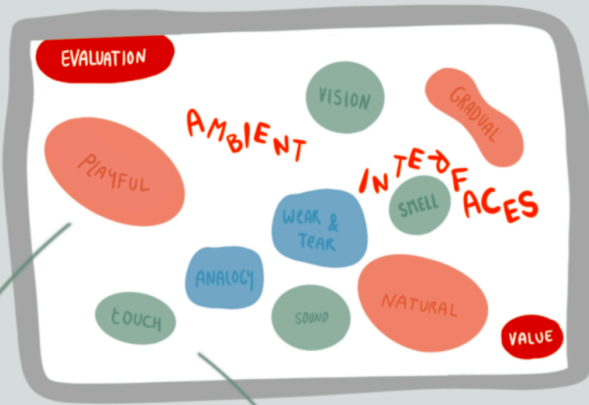 EVALUATION
VISION
GRADUAL
AMBIENT
PLAYFUL
INTERFACES
SMELL
WEAR &
TEAR
ANALOGY
NATURAL
TOUCH
SOUND
VALUE